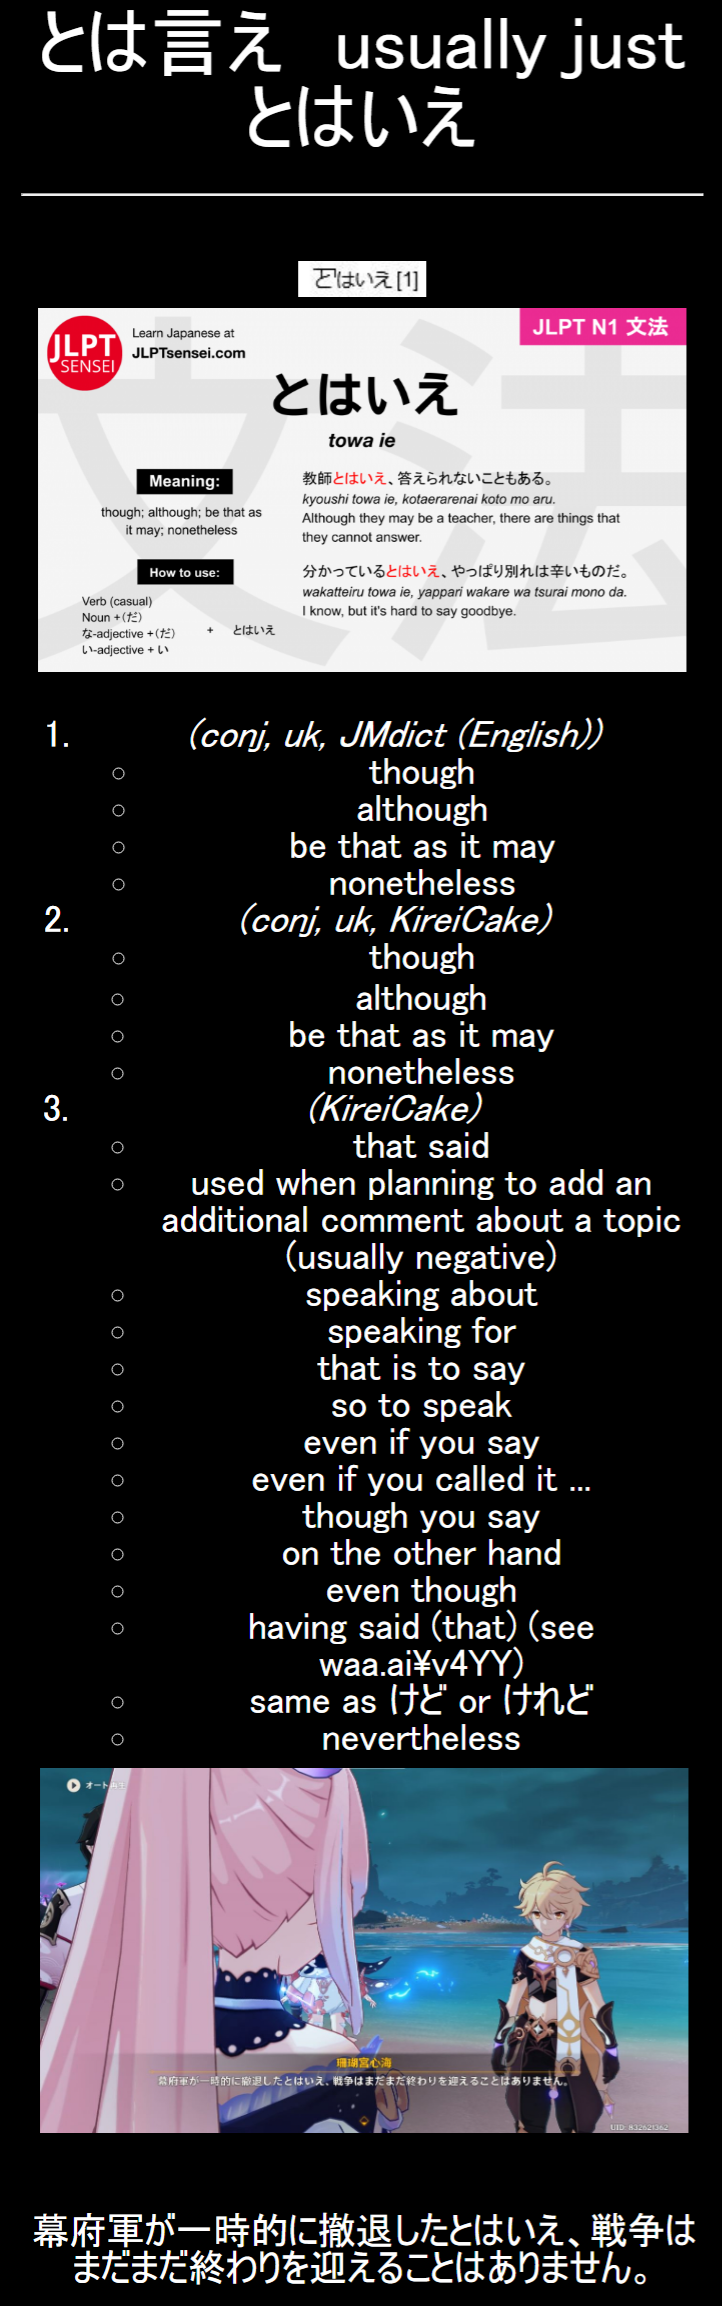 とは言え　usually just
とはいえ
とはいえ [1]
JLPT
SENSEI
Learn Japanese at
JLPTsensei.com
JLPT N1 文法
文法
とはいえ
towa ie
Meaning:
though; although; be that as
it may; nonetheless
教師とはいえ、答えられないこともある。
kyoushi towa ie, kotaerarenai koto mo aru.
Although they may be a teacher, there are things that
they cannot answer.
How to use:
Verb (casual)
Noun +（だ）
な-adjective +（だ）
い-adjective + い
+ とはいえ
分かっているとはいえ、やっぱり別れは辛いものだ。
wakatteiru towa ie, yappari wakare wa tsurai mono da.
I know, but it's hard to say goodbye.
1. (conj, uk, JMdict (English))
○ though
○ although
○ be that as it may
○ nonetheless
2. (conj, uk, KireiCake)
○ though
○ although
○ be that as it may
○ nonetheless
3. (KireiCake)
○ that said
○ used when planning to add an
additional comment about a topic
(usually negative)
○ speaking about
○ speaking for
○ that is to say
○ so to speak
○ even if you say
○ even if you called it ...
○ though you say
○ on the other hand
○ even though
○ having said (that) (see
waa.ai¥v4YY)
○ same as けど or けれど
○ nevertheless
オート再生
珊瑚宮心海
幕府軍が一時的に撤退したとはいえ、戦争はまだまだ終わりを迎えることはありません。
UID: 832621362
幕府軍が一時的に撤退したとはいえ、戦争は
まだまだ終わりを迎えることはありません。